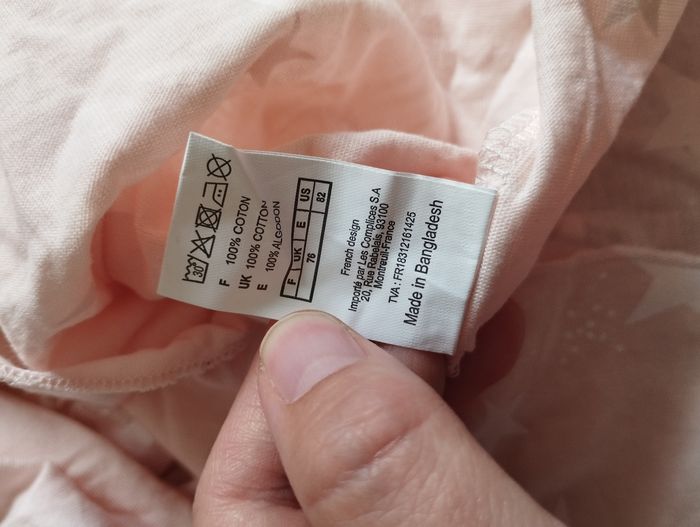 30°
F 100% COTON
UK 100% COTTON
E 100% ALGODON
F UK E US
76 82
French design
Importé par Les Complices S.A
20, Rue Rabelais, 93100
Montreuil-France
TVA : FR18312161425
Made in Bangladesh